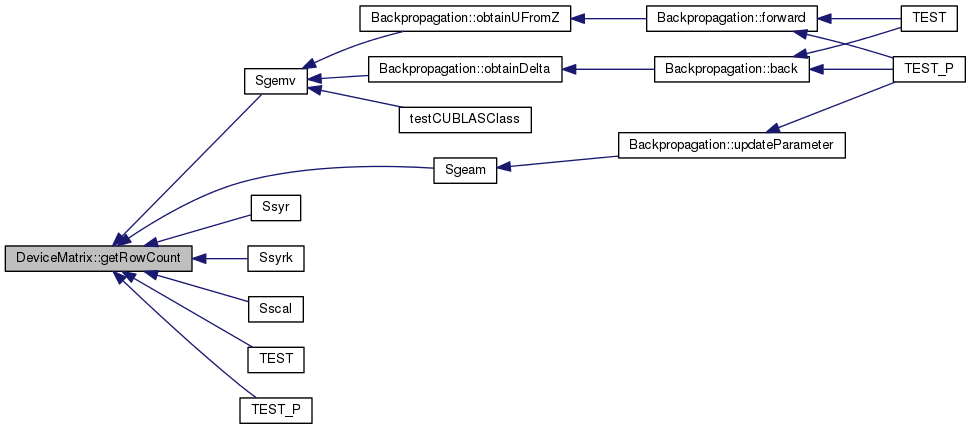 Backpropagation::obtainUFromZ
Backpropagation::forward
TEST
Sgemv
Backpropagation::obtainDelta
Backpropagation::back
TEST_P
testCUBLASClass
Backpropagation::updateParameter
Sgeam
Ssyr
DeviceMatrix::getRowCount
Ssyrk
Sscal
TEST
TEST_P